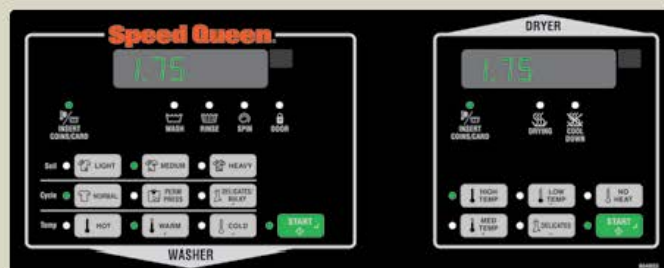 Speed Queen
1.75
INSERT
COINS/CARD
WASH
RINSE
SPIN
DOOR
Soil
LIGHT
MEDIUM
HEAVY
Cycle
NORMAL
PERM
PRESS
DELICATES/
BULKY
Temp
HOT
WARM
COLD
START
WASHER
DRYER
1.75
INSERT
COINS/CARD
DRYING
COOL
DOWN
HIGH
TEMP
LOW
TEMP
NO
HEAT
MED
TEMP
DELICATES
START